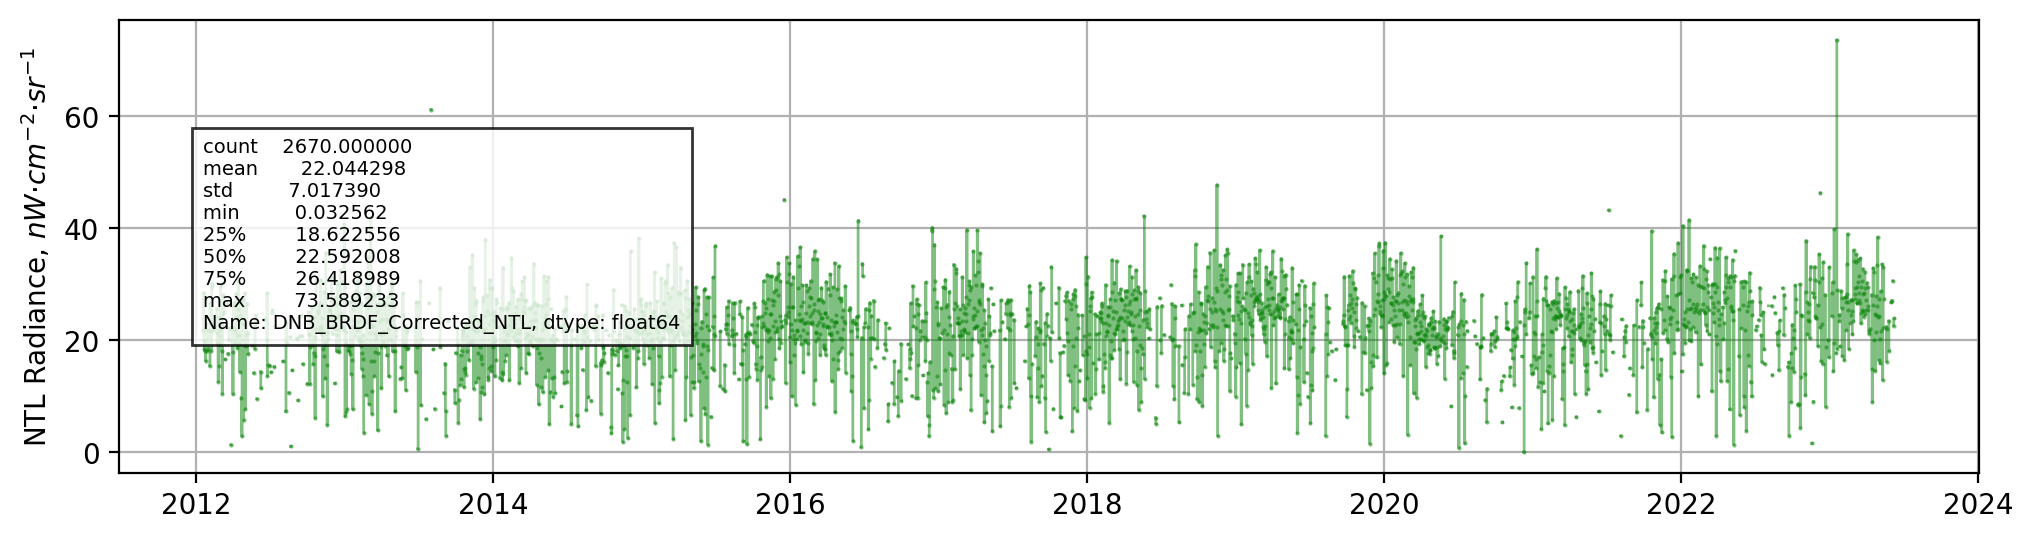 NTL Radiance, nW·cm⁻²·sr⁻¹
60
40
20
0
count 2670.000000
mean 22.044298
std 7.017390
min 0.032562
25% 18.622556
50% 22.592008
75% 26.418989
max 73.589233
Name: DNB_BRDF_Corrected_NTL, dtype: float64
2012 2014 2016 2018 2020 2022 2024